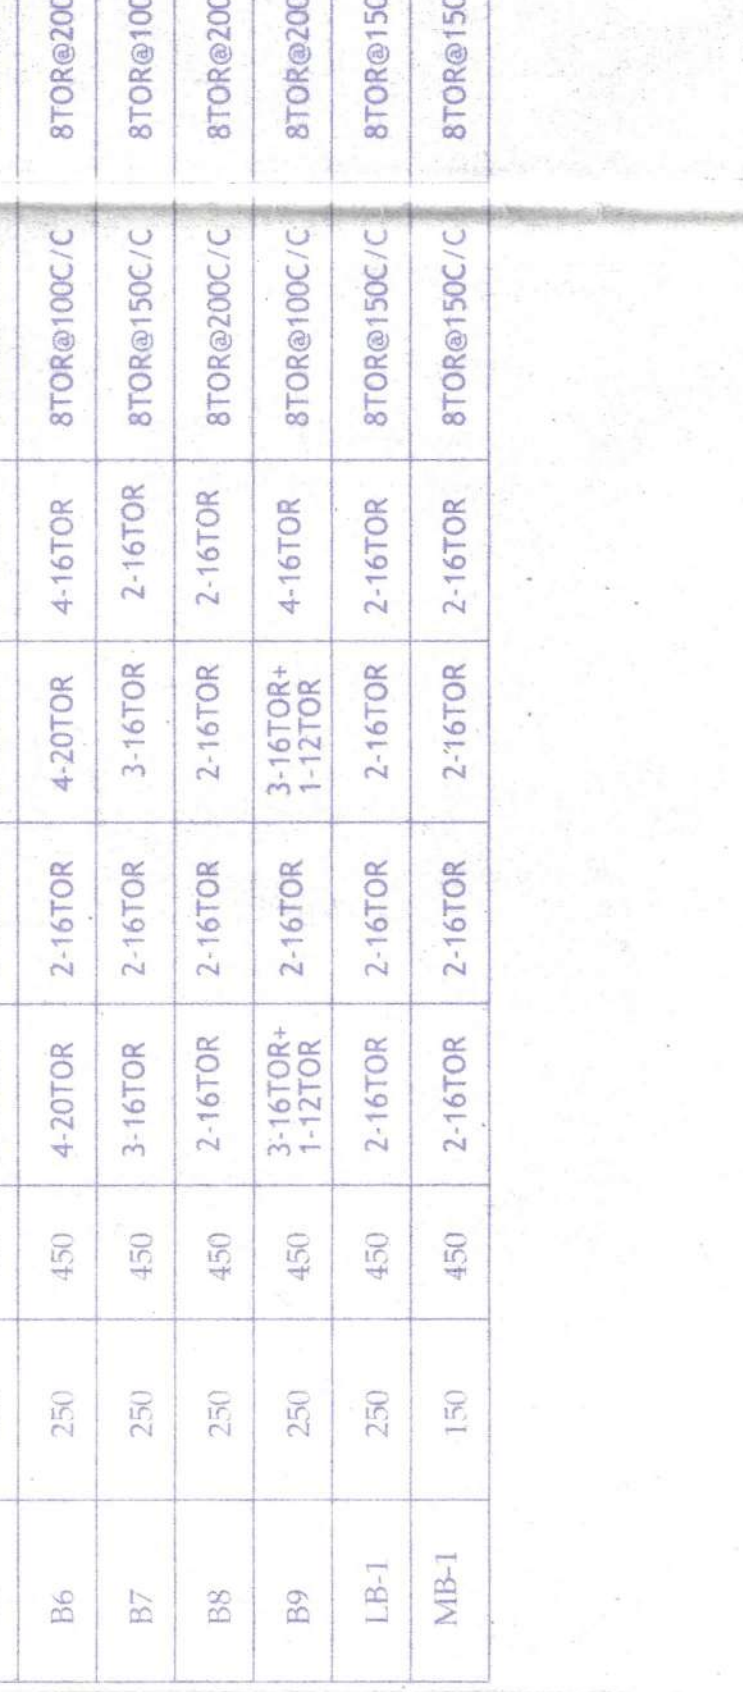 B6 250 450 4-20TOR 2-16TOR 4-20TOR 4-16TOR 8TOR@100C/C 8TOR@200
B7 250 450 3-16TOR 2-16TOR 3-16TOR 2-16TOR 8TOR@150C/C 8TOR@100
B8 250 450 2-16TOR 2-16TOR 2-16TOR 2-16TOR 8TOR@200C/C 8TOR@200
B9 250 450 3-16TOR+ 2-16TOR 3-16TOR+ 4-16TOR 8TOR@100C/C 8TOR@200
1-12TOR 1-12TOR
LB-1 250 450 2-16TOR 2-16TOR 2-16TOR 2-16TOR 8TOR@150C/C 8TOR@150
MB-1 150 450 2-16TOR 2-16TOR 2-16TOR 2-16TOR 8TOR@150C/C 8TOR@150